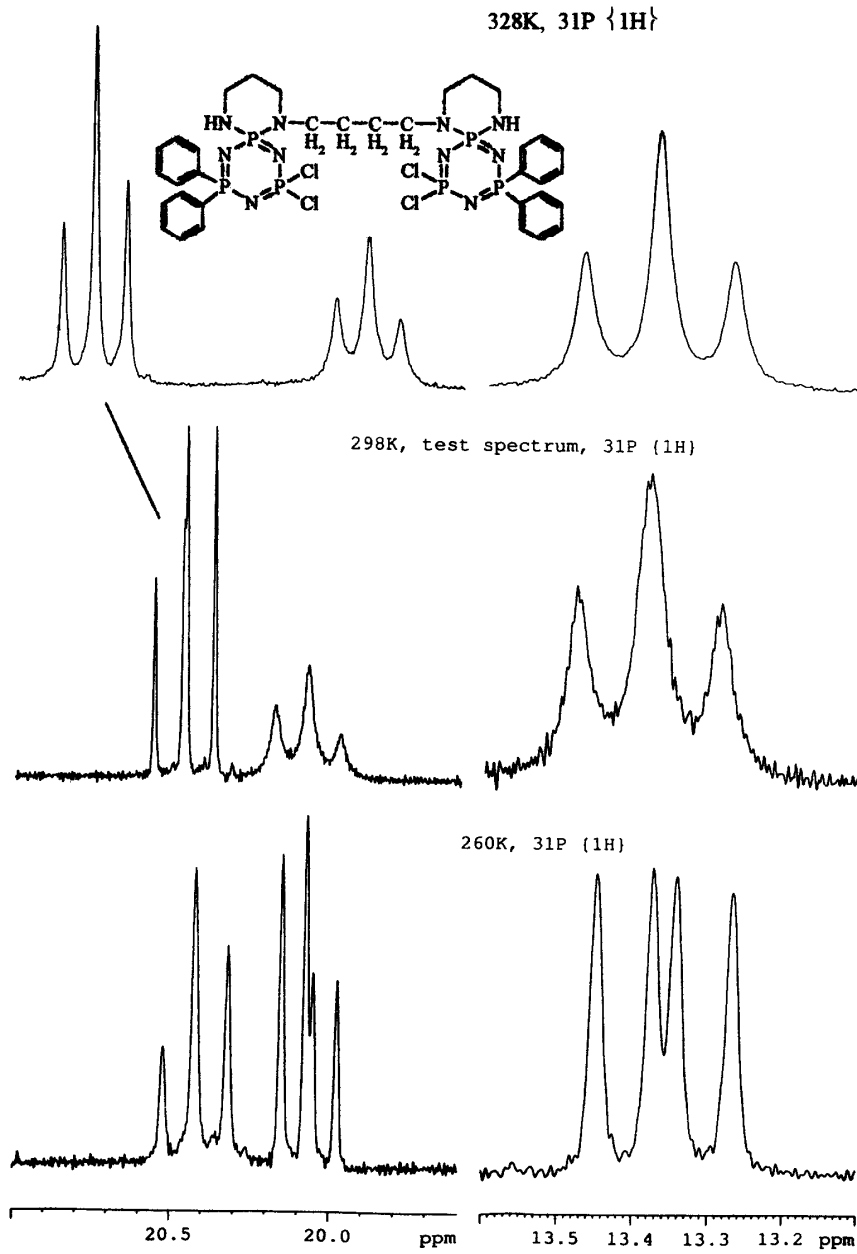 328K, 31P {1H}
HN N—C—C—C—C—N NH
H2 H2 H2 H2
P P
N N N N
Cl Cl
P P P P
N N
Cl Cl
298K, test spectrum, 31P {1H}
260K, 31P {1H}
20.5 20.0 ppm
13.5 13.4 13.3 13.2 ppm